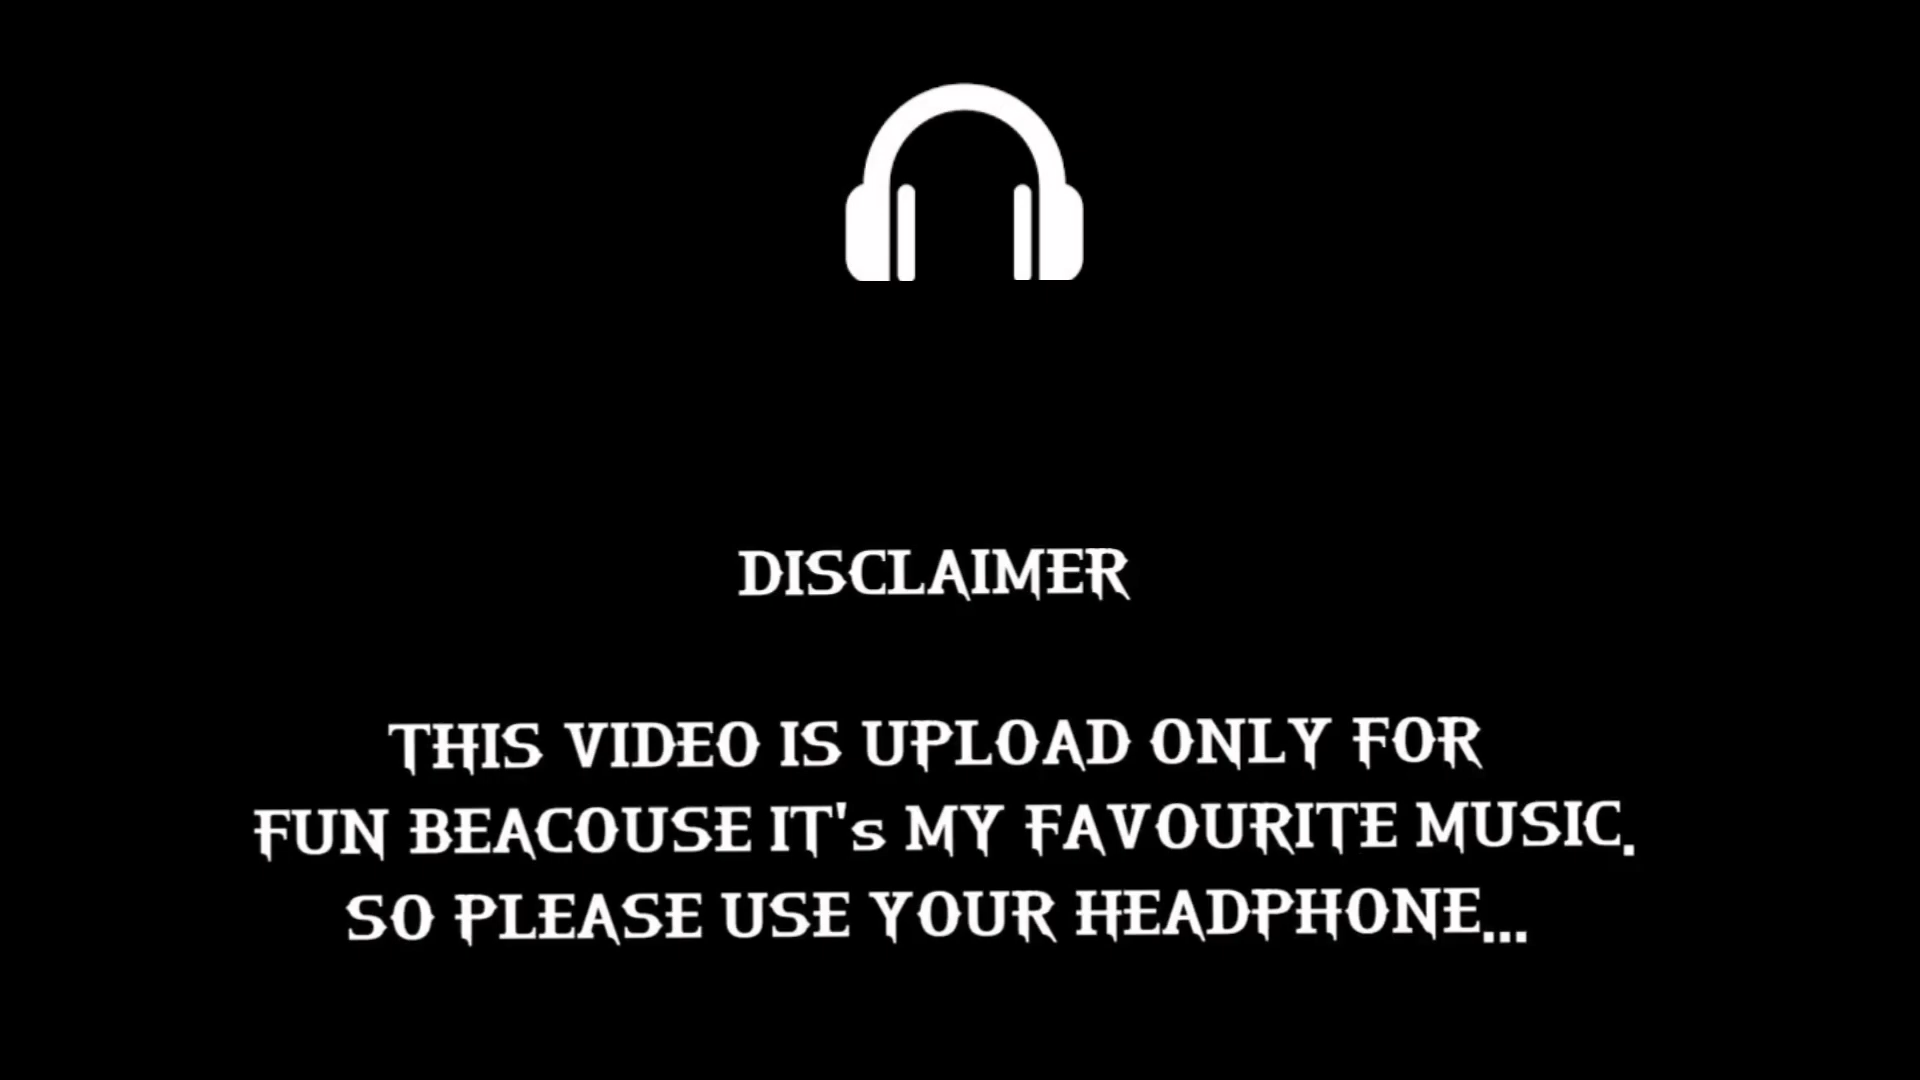 DISCLAIMER
THIS VIDEO IS UPLOAD ONLY FOR
FUN BEACOUSE IT's MY FAVOURITE MUSIC.
SO PLEASE USE YOUR HEADPHONE...